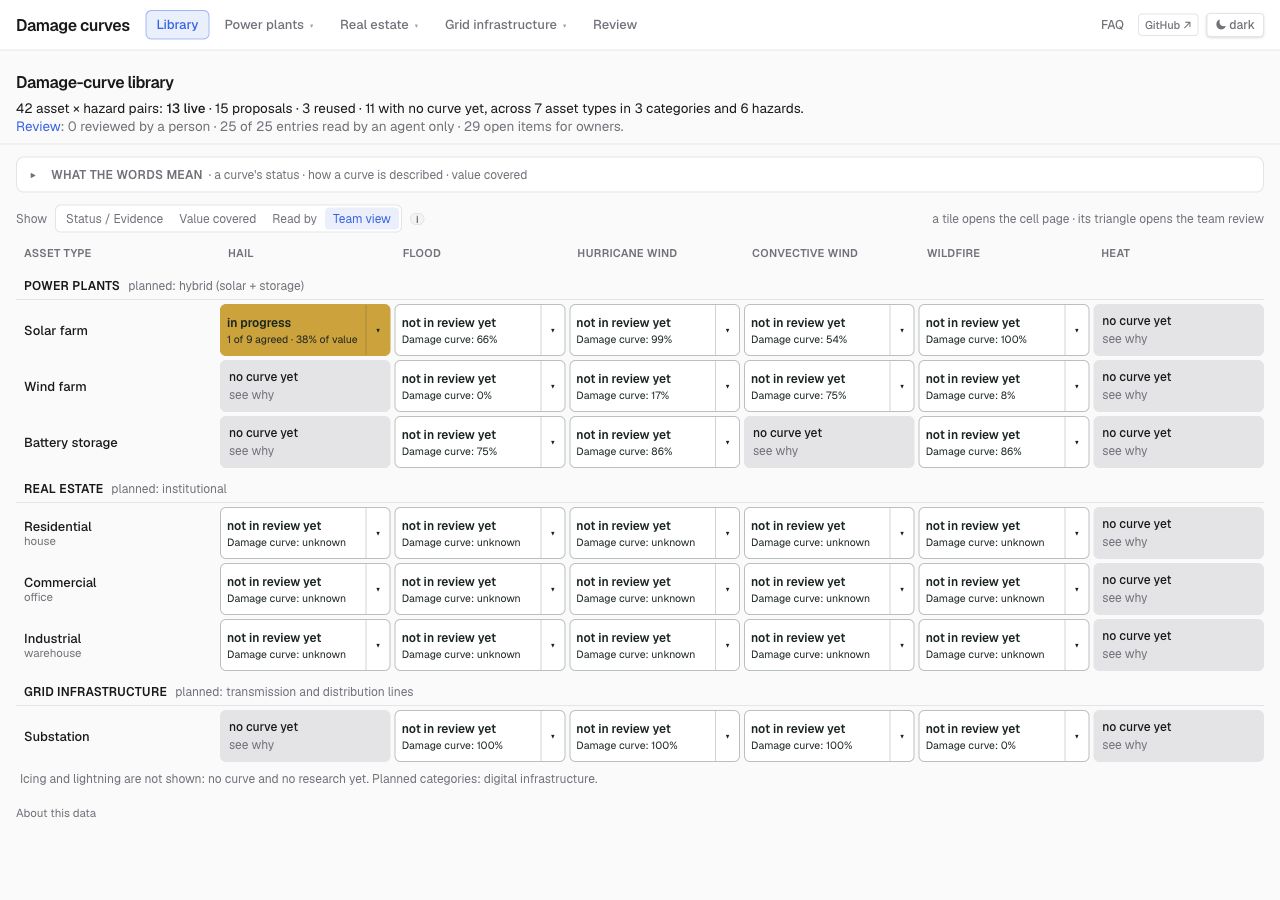 Damage curves Library Power plants Real estate Grid infrastructure Review FAQ GitHub ↗ dark
Damage-curve library
42 asset × hazard pairs: 13 live · 15 proposals · 3 reused · 11 with no curve yet, across 7 asset types in 3 categories and 6 hazards.
Review: 0 reviewed by a person · 25 of 25 entries read by an agent only · 29 open items for owners.
▸ WHAT THE WORDS MEAN · a curve's status · how a curve is described · value covered
Show Status / Evidence Value covered Read by Team view i a tile opens the cell page · its triangle opens the team review
ASSET TYPE HAIL FLOOD HURRICANE WIND CONVECTIVE WIND WILDFIRE HEAT
POWER PLANTS planned: hybrid (solar + storage)
Solar farm
in progress not in review yet not in review yet not in review yet not in review yet no curve yet
1 of 9 agreed · 38% of value Damage curve: 66% Damage curve: 99% Damage curve: 54% Damage curve: 100% see why
Wind farm
no curve yet not in review yet not in review yet not in review yet not in review yet no curve yet
see why Damage curve: 0% Damage curve: 17% Damage curve: 75% Damage curve: 8% see why
Battery storage
no curve yet not in review yet not in review yet no curve yet not in review yet no curve yet
see why Damage curve: 75% Damage curve: 86% see why Damage curve: 86% see why
REAL ESTATE planned: institutional
Residential not in review yet not in review yet not in review yet not in review yet not in review yet no curve yet
house Damage curve: unknown Damage curve: unknown Damage curve: unknown Damage curve: unknown Damage curve: unknown see why
Commercial not in review yet not in review yet not in review yet not in review yet not in review yet no curve yet
office Damage curve: unknown Damage curve: unknown Damage curve: unknown Damage curve: unknown Damage curve: unknown see why
Industrial not in review yet not in review yet not in review yet not in review yet not in review yet no curve yet
warehouse Damage curve: unknown Damage curve: unknown Damage curve: unknown Damage curve: unknown Damage curve: unknown see why
GRID INFRASTRUCTURE planned: transmission and distribution lines
Substation
no curve yet not in review yet not in review yet not in review yet not in review yet no curve yet
see why Damage curve: 100% Damage curve: 100% Damage curve: 100% Damage curve: 0% see why
Icing and lightning are not shown: no curve and no research yet. Planned categories: digital infrastructure.
About this data